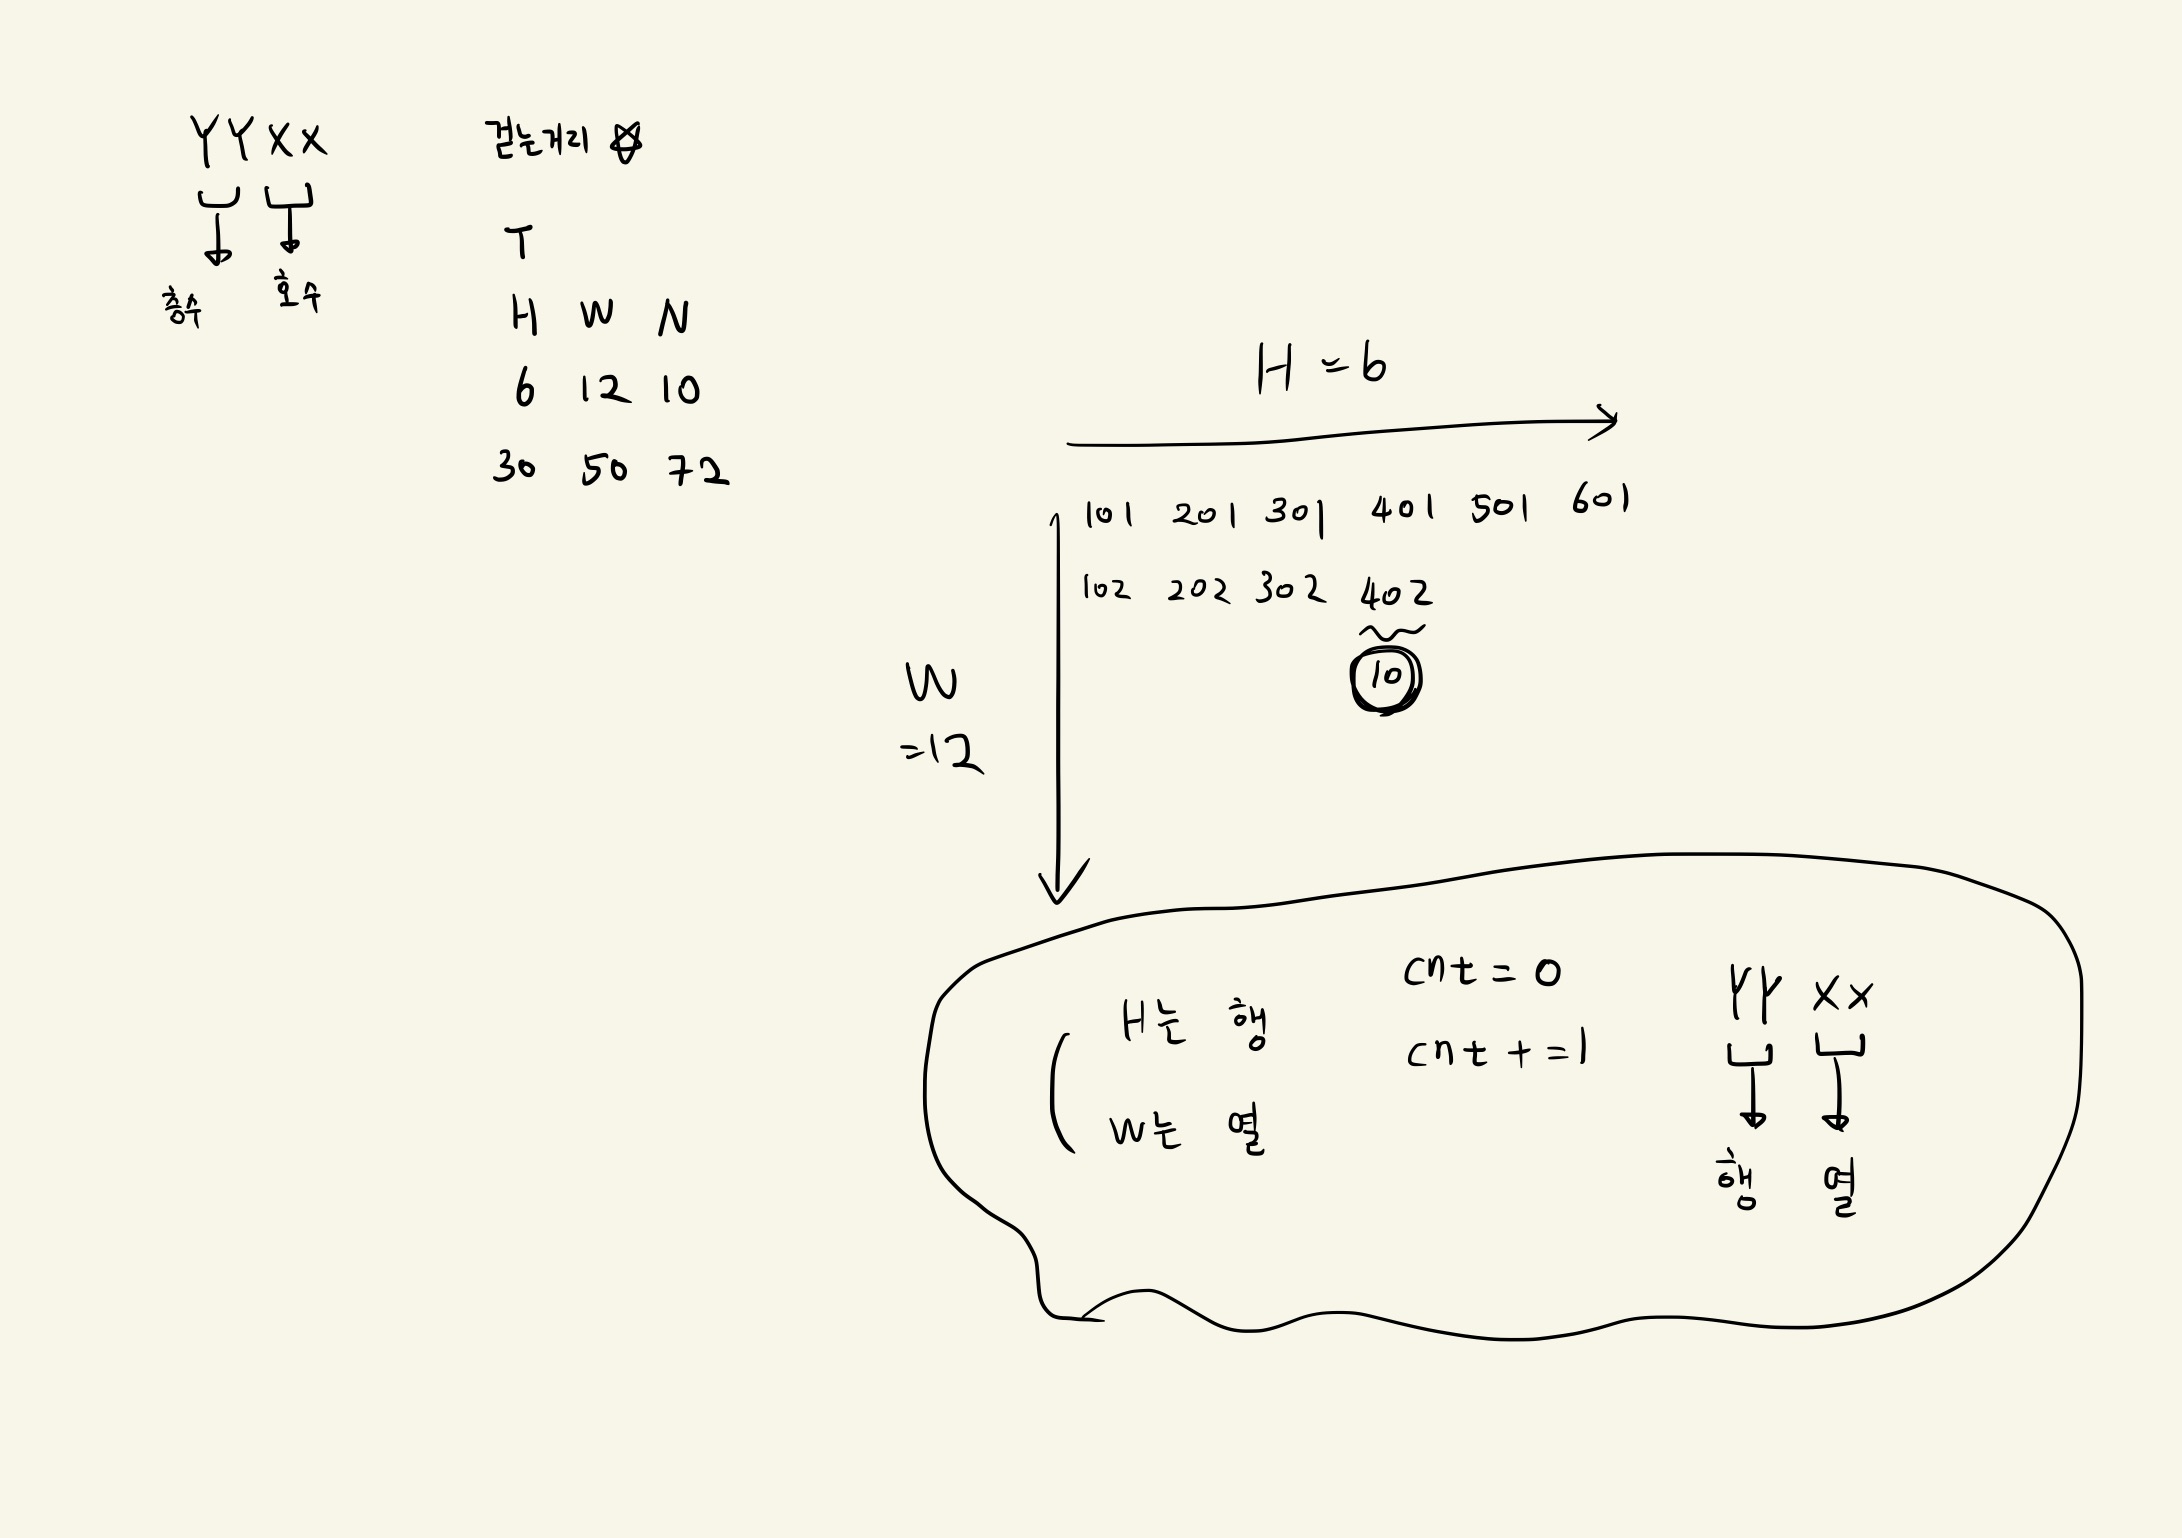 YYXX
층수 호수
걷는거리
T
H W N
6 12 10
30 50 72
H = 6
101 201 301 401 501 601
102 202 302 402
10
W
=12
H는 행
W는 열
cnt = 0
cnt + =1
YY XX
행 열